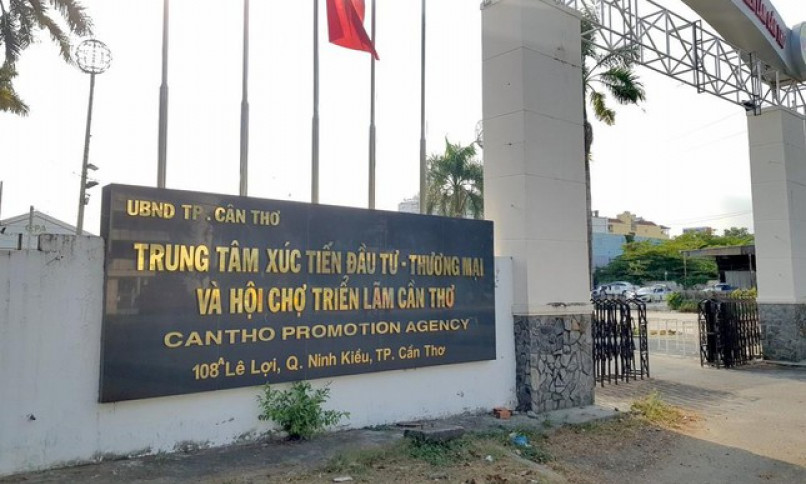 UBND TP. CẦN THƠ
TRUNG TÂM XÚC TIẾN ĐẦU TƯ - THƯƠNG MẠI
VÀ HỘI CHỢ TRIỂN LÃM CẦN THƠ
CANTHO PROMOTION AGENCY
108A Lê Lợi, Q. Ninh Kiều, TP. Cần Thơ